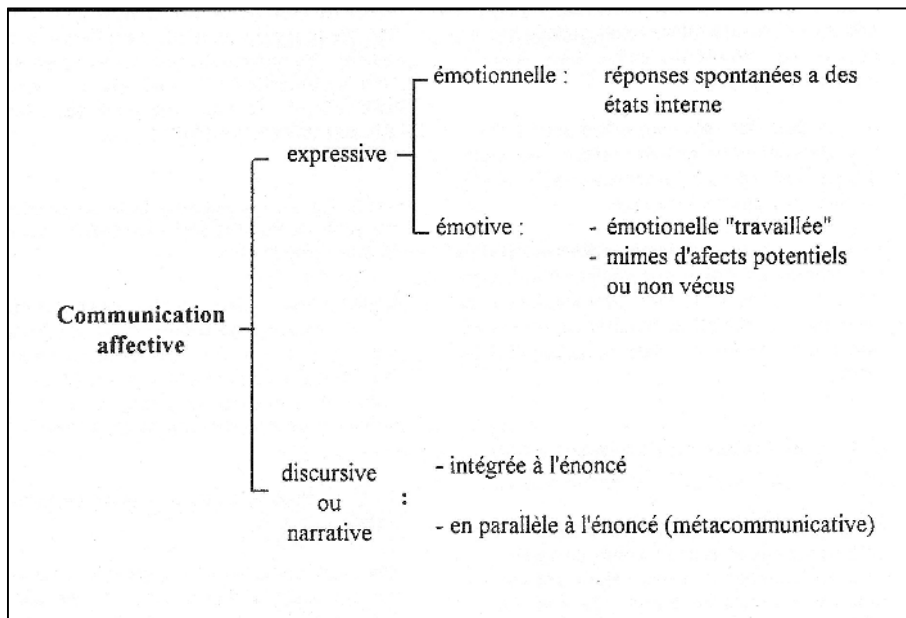 émotionnelle : réponses spontanées a des
états interne
expressive
émotive : - émotionelle "travaillée"
- mimes d'afects potentiels
ou non vécus
Communication
affective
discursive
ou :
narrative
- intégrée à l'énoncé
- en parallèle à l'énoncé (métacommunicative)